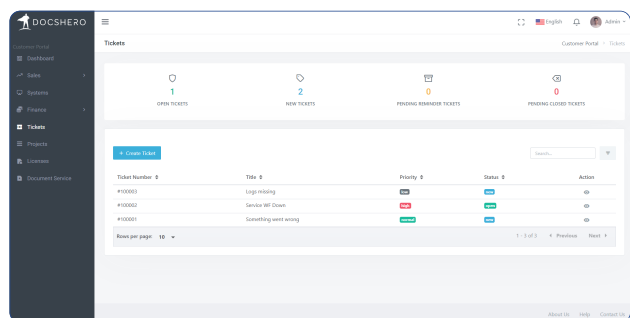 DOCSHERO
English
Admin
Customer Portal
Tickets
Customer Portal
Tickets
Dashboard
Sales
Systems
Finance
Tickets
Projects
Licenses
Document Service
1
OPEN TICKETS
2
NEW TICKETS
0
PENDING REMINDER TICKETS
0
PENDING CLOSED TICKETS
+ Create Ticket
Search...
Ticket Number Title Priority Status Action
#100003 Logs missing low new
#100002 Service WF Down high open
#100001 Something went wrong normal new
Rows per page: 10
1 - 3 of 3 Previous Next
About Us Help Contact Us